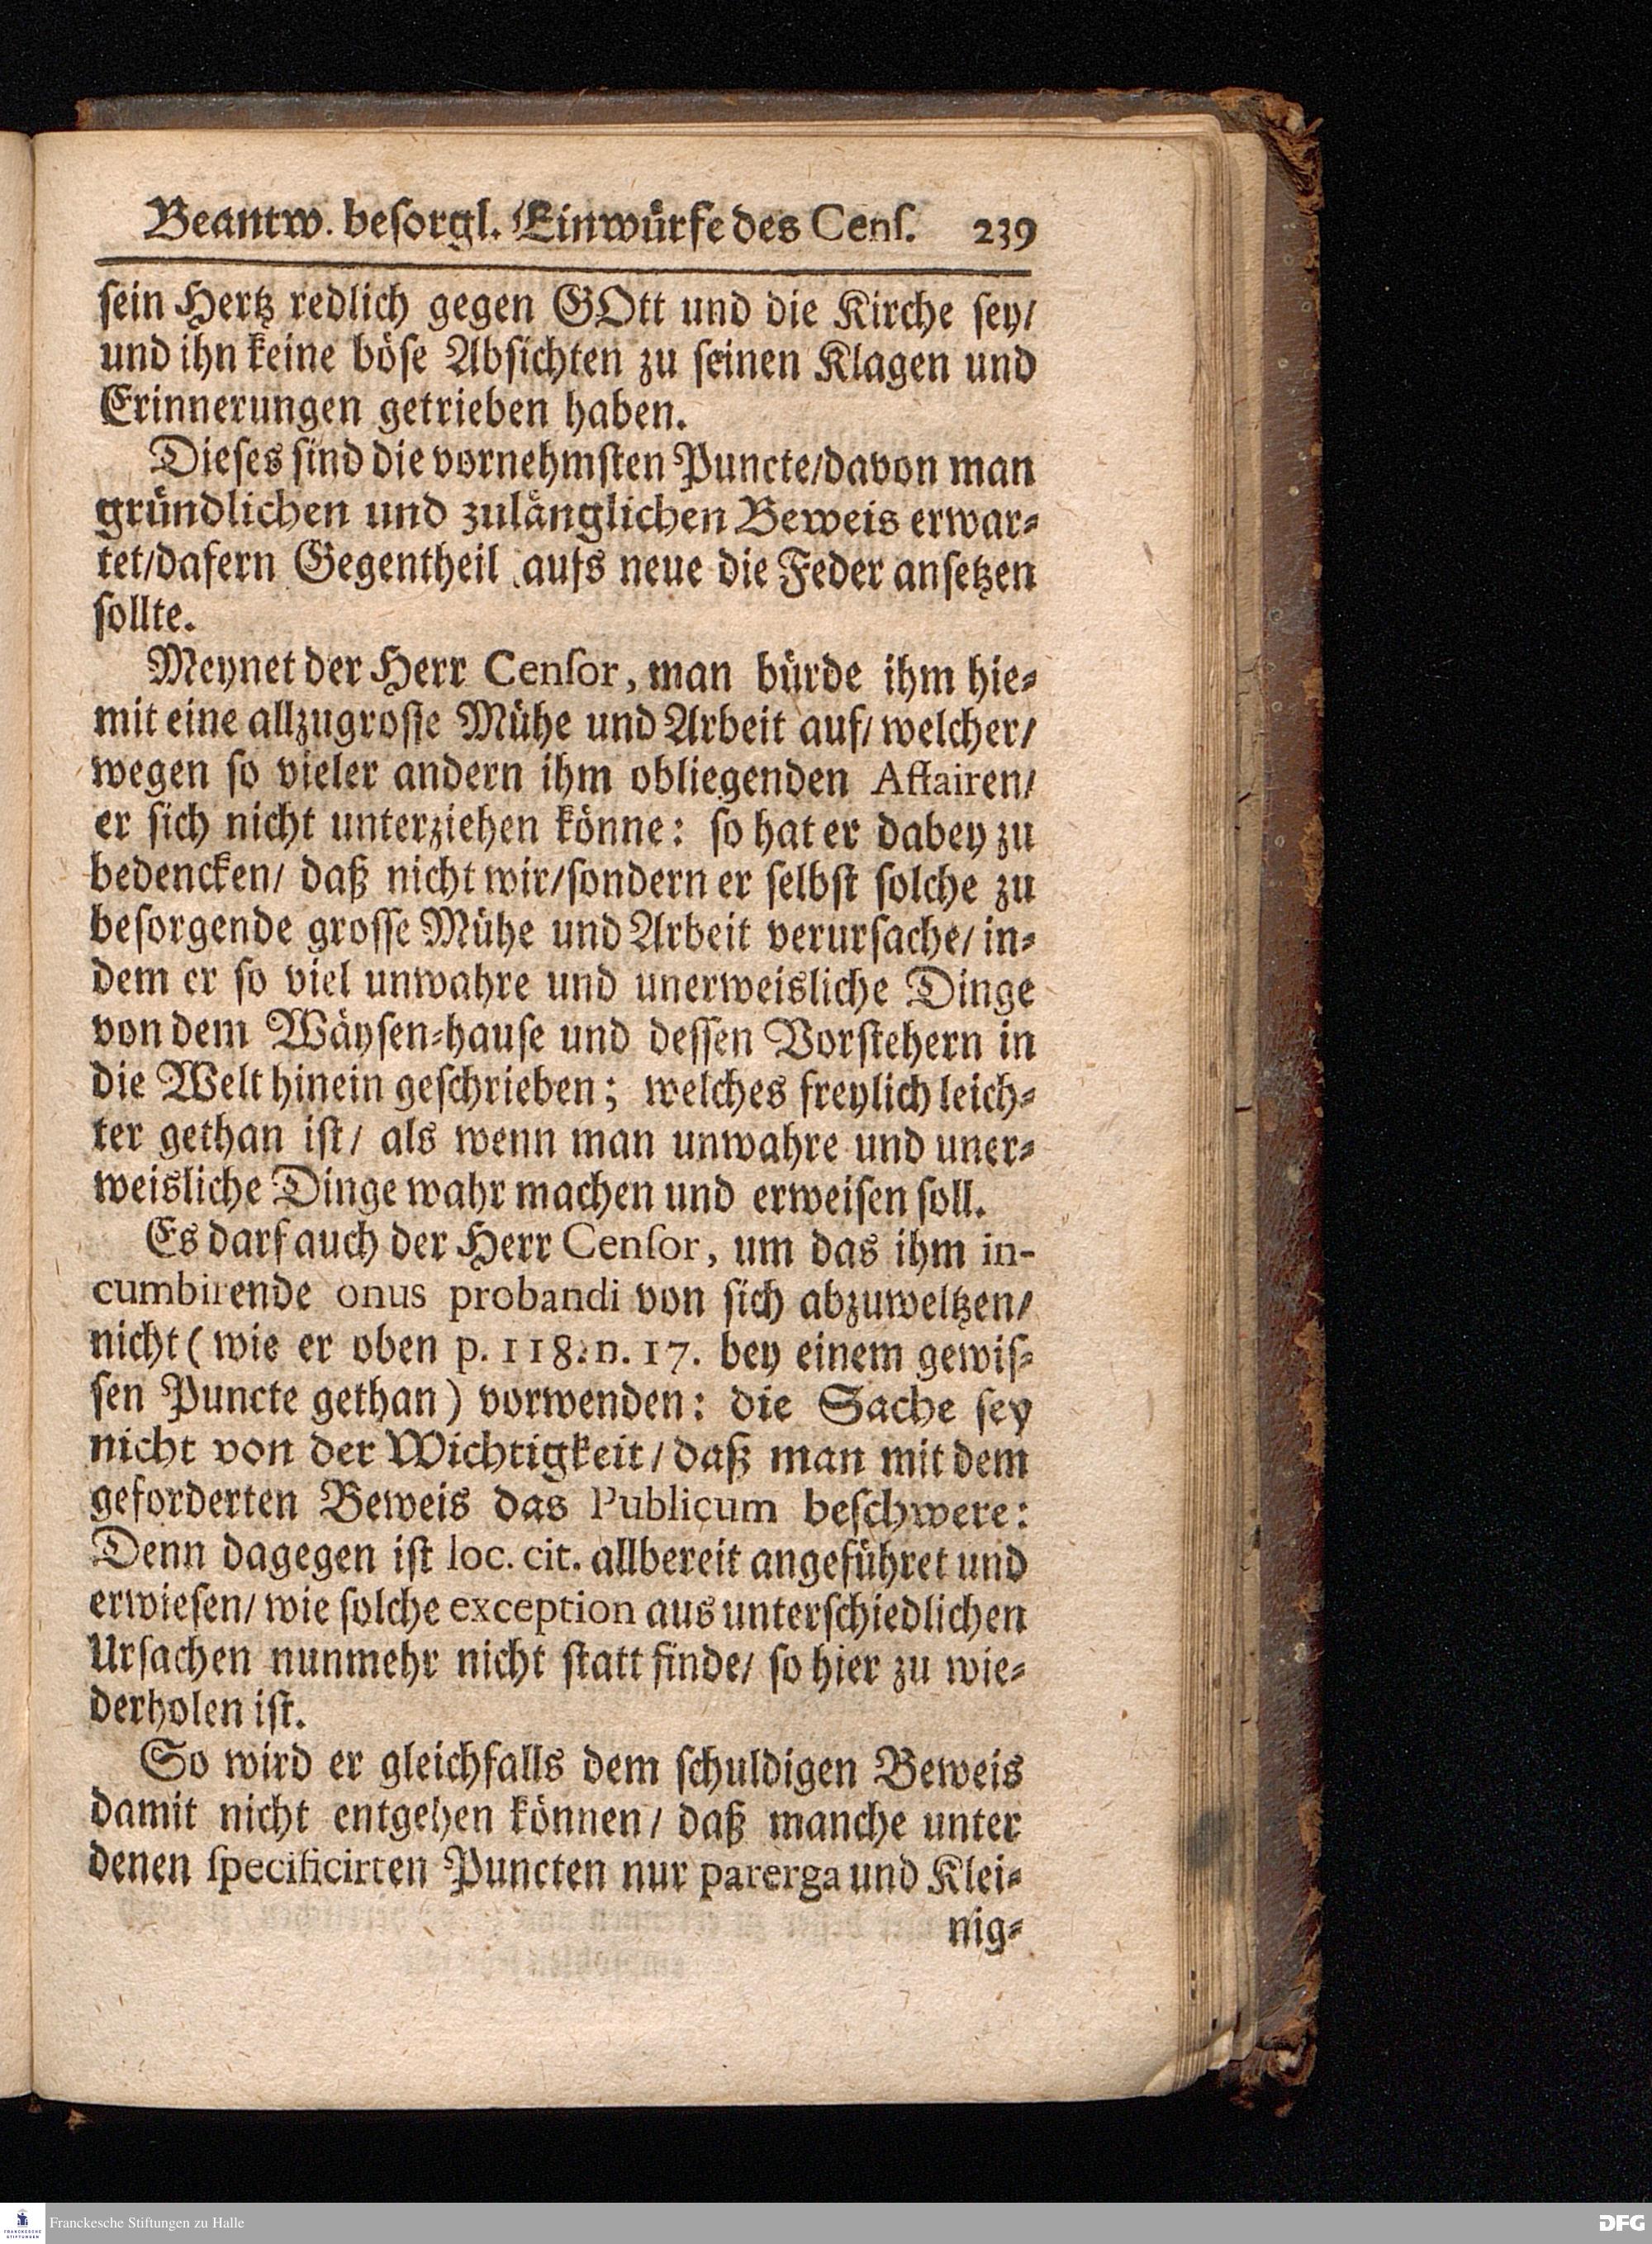 Beantw. beſorgl. Einwürfe des Cenſ. 239
ſein Hertz redlich gegen GOtt und die Kirche ſey/
und ihn keine böſe Abſichten zu ſeinen Klagen und
Erinnerungen getrieben haben.
Dieſes ſind die vornehmſten Puncte/davon man
gründlichen und zulänglichen Beweis erwar⸗
tet/dafern Gegentheil aufs neue die Feder anſetzen
ſollte.
Meynet der Herr Cenſor, man bürde ihm hie⸗
mit eine allzugroſſe Mühe und Arbeit auf/ welcher/
wegen ſo vieler andern ihm obliegenden Affairen/
er ſich nicht unterziehen könne: ſo hat er dabey zu
bedencken/ daß nicht wir/ſondern er ſelbſt ſolche zu
beſorgende groſſe Mühe und Arbeit verurſache/ in⸗
dem er ſo viel unwahre und unerweisliche Dinge
von dem Wäyſen⸗hauſe und deſſen Vorſtehern in
die Welt hinein geſchrieben; welches freylich leich⸗
ter gethan iſt/ als wenn man unwahre und uner⸗
weisliche Dinge wahr machen und erweiſen ſoll.
Es darf auch der Herr Cenſor, um das ihm in-
cumbirende onus probandi von ſich abzuweltzen/
nicht (wie er oben p. 118. n. 17. bey einem gewiſ⸗
ſen Puncte gethan) vorwenden: die Sache ſey
nicht von der Wichtigkeit/ daß man mit dem
geforderten Beweis das Publicum beſchwere:
Denn dagegen iſt loc. cit. allbereit angeführet und
erwieſen/ wie ſolche exception aus unterſchiedlichen
Urſachen nunmehr nicht ſtatt finde/ ſo hier zu wie⸗
derholen iſt.
So wird er gleichfalls dem ſchuldigen Beweis
damit nicht entgehen können/ daß manche unter
denen ſpecificirten Puncten nur parerga und Klei⸗
nig⸗
FRANCKESCHE STIFTUNGEN
Franckesche Stiftungen zu Halle
DFG